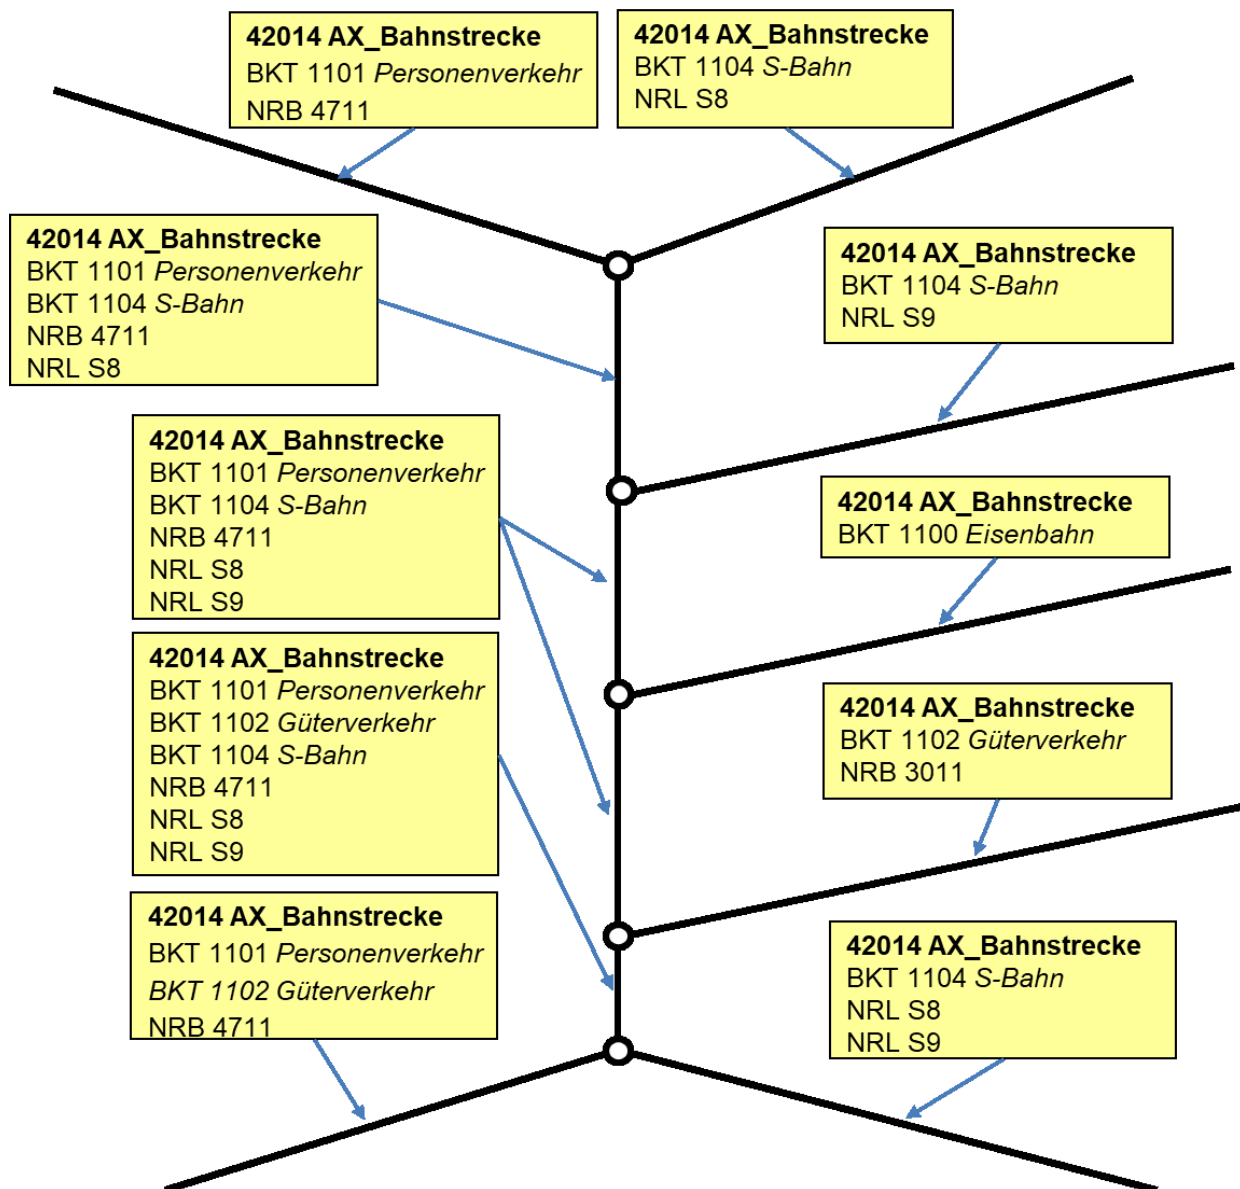 42014 AX_Bahnstrecke
BKT 1101 Personenverkehr
NRB 4711
42014 AX_Bahnstrecke
BKT 1104 S-Bahn
NRL S8
42014 AX_Bahnstrecke
BKT 1101 Personenverkehr
BKT 1104 S-Bahn
NRB 4711
NRL S8
42014 AX_Bahnstrecke
BKT 1104 S-Bahn
NRL S9
42014 AX_Bahnstrecke
BKT 1101 Personenverkehr
BKT 1104 S-Bahn
NRB 4711
NRL S8
NRL S9
42014 AX_Bahnstrecke
BKT 1100 Eisenbahn
42014 AX_Bahnstrecke
BKT 1101 Personenverkehr
BKT 1102 Güterverkehr
BKT 1104 S-Bahn
NRB 4711
NRL S8
NRL S9
42014 AX_Bahnstrecke
BKT 1102 Güterverkehr
NRB 3011
42014 AX_Bahnstrecke
BKT 1101 Personenverkehr
BKT 1102 Güterverkehr
NRB 4711
42014 AX_Bahnstrecke
BKT 1104 S-Bahn
NRL S8
NRL S9